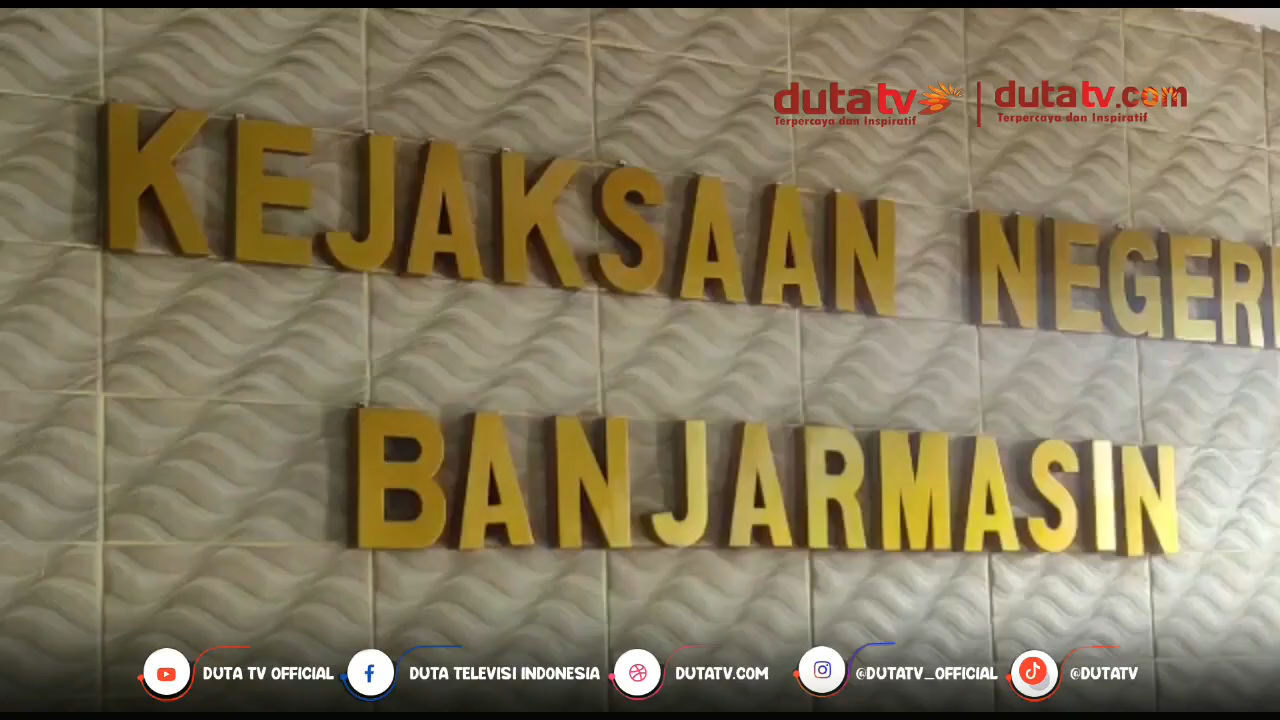 dutatv
Terpercaya dan Inspiratif
dutatv.com
Terpercaya dan Inspiratif
KEJAKSAAN NEGERI
BANJARMASIN
DUTA TV OFFICIAL
DUTA TELEVISI INDONESIA
DUTATV.COM
@DUTATV_OFFICIAL
@DUTATV